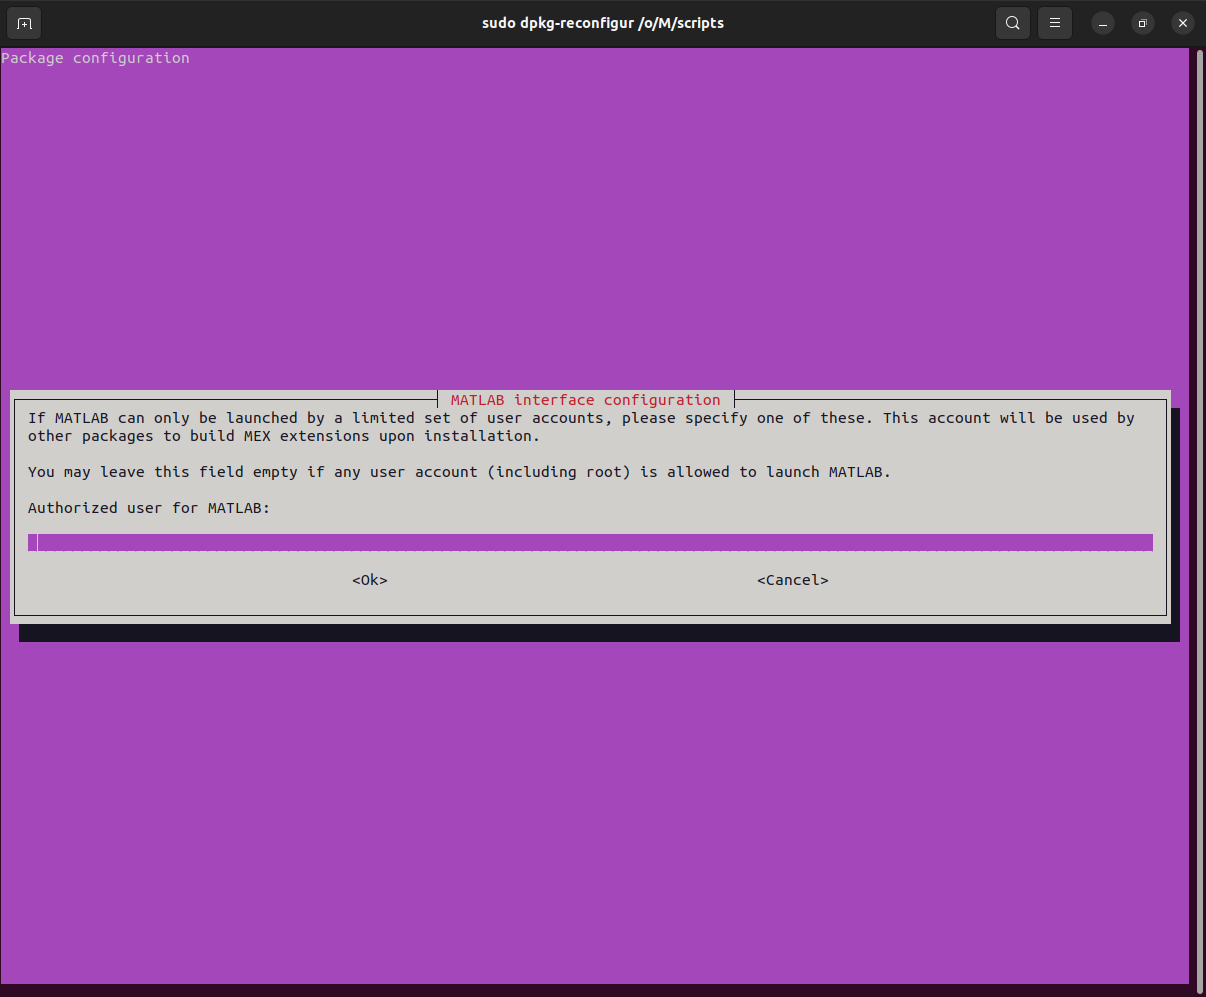 sudo dpkg-reconfigur /o/M/scripts
Package configuration
MATLAB interface configuration
If MATLAB can only be launched by a limited set of user accounts, please specify one of these. This account will be used by
other packages to build MEX extensions upon installation.
You may leave this field empty if any user account (including root) is allowed to launch MATLAB.
Authorized user for MATLAB:
<Ok> <Cancel>